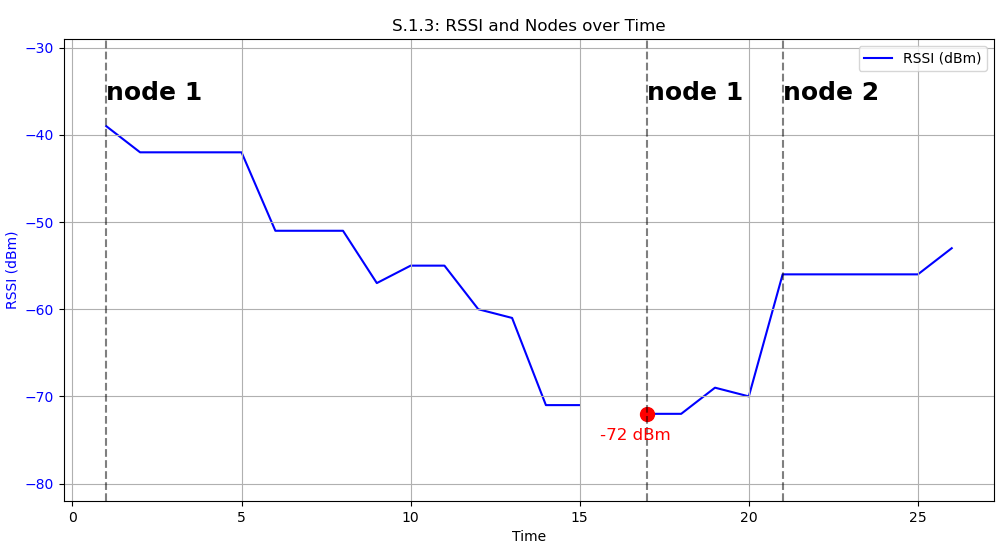 S.1.3: RSSI and Nodes over Time
RSSI (dBm)
node 1
node 1
node 2
−30
−40
−50
−60
−70
−80
RSSI (dBm)
-72 dBm
0
5
10
15
20
25
Time